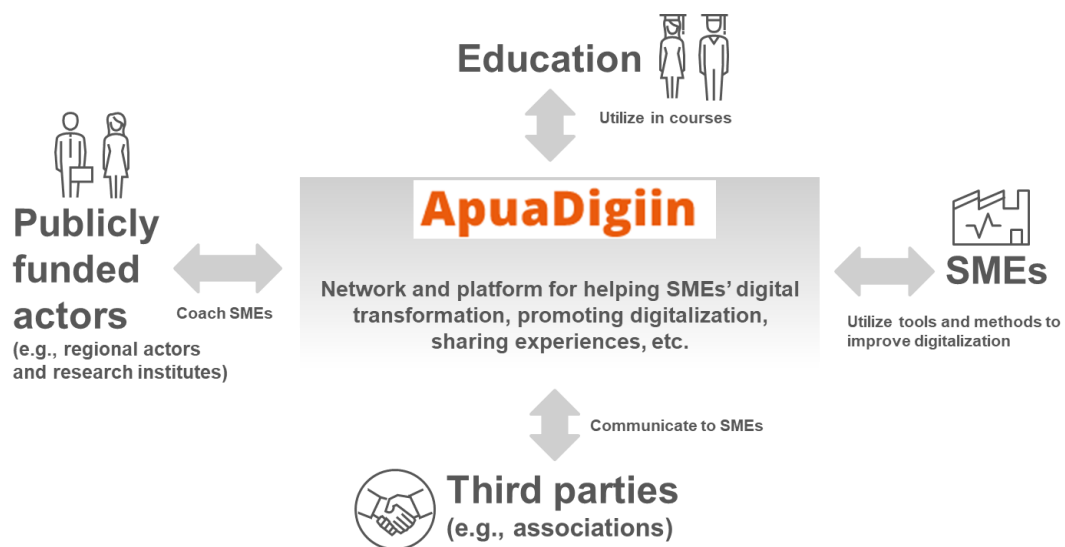 Education
Utilize in courses
ApuaDigiin
Network and platform for helping SMEs’ digital
transformation, promoting digitalization,
sharing experiences, etc.
Publicly
funded
actors
(e.g., regional actors
and research institutes)
Coach SMEs
SMEs
Utilize tools and methods to
improve digitalization
Communicate to SMEs
Third parties
(e.g., associations)